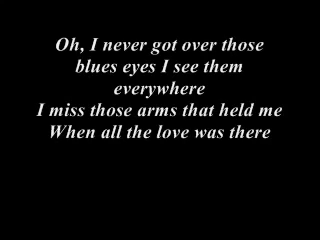 Oh, I never got over those
blues eyes I see them
everywhere
I miss those arms that held me
When all the love was there